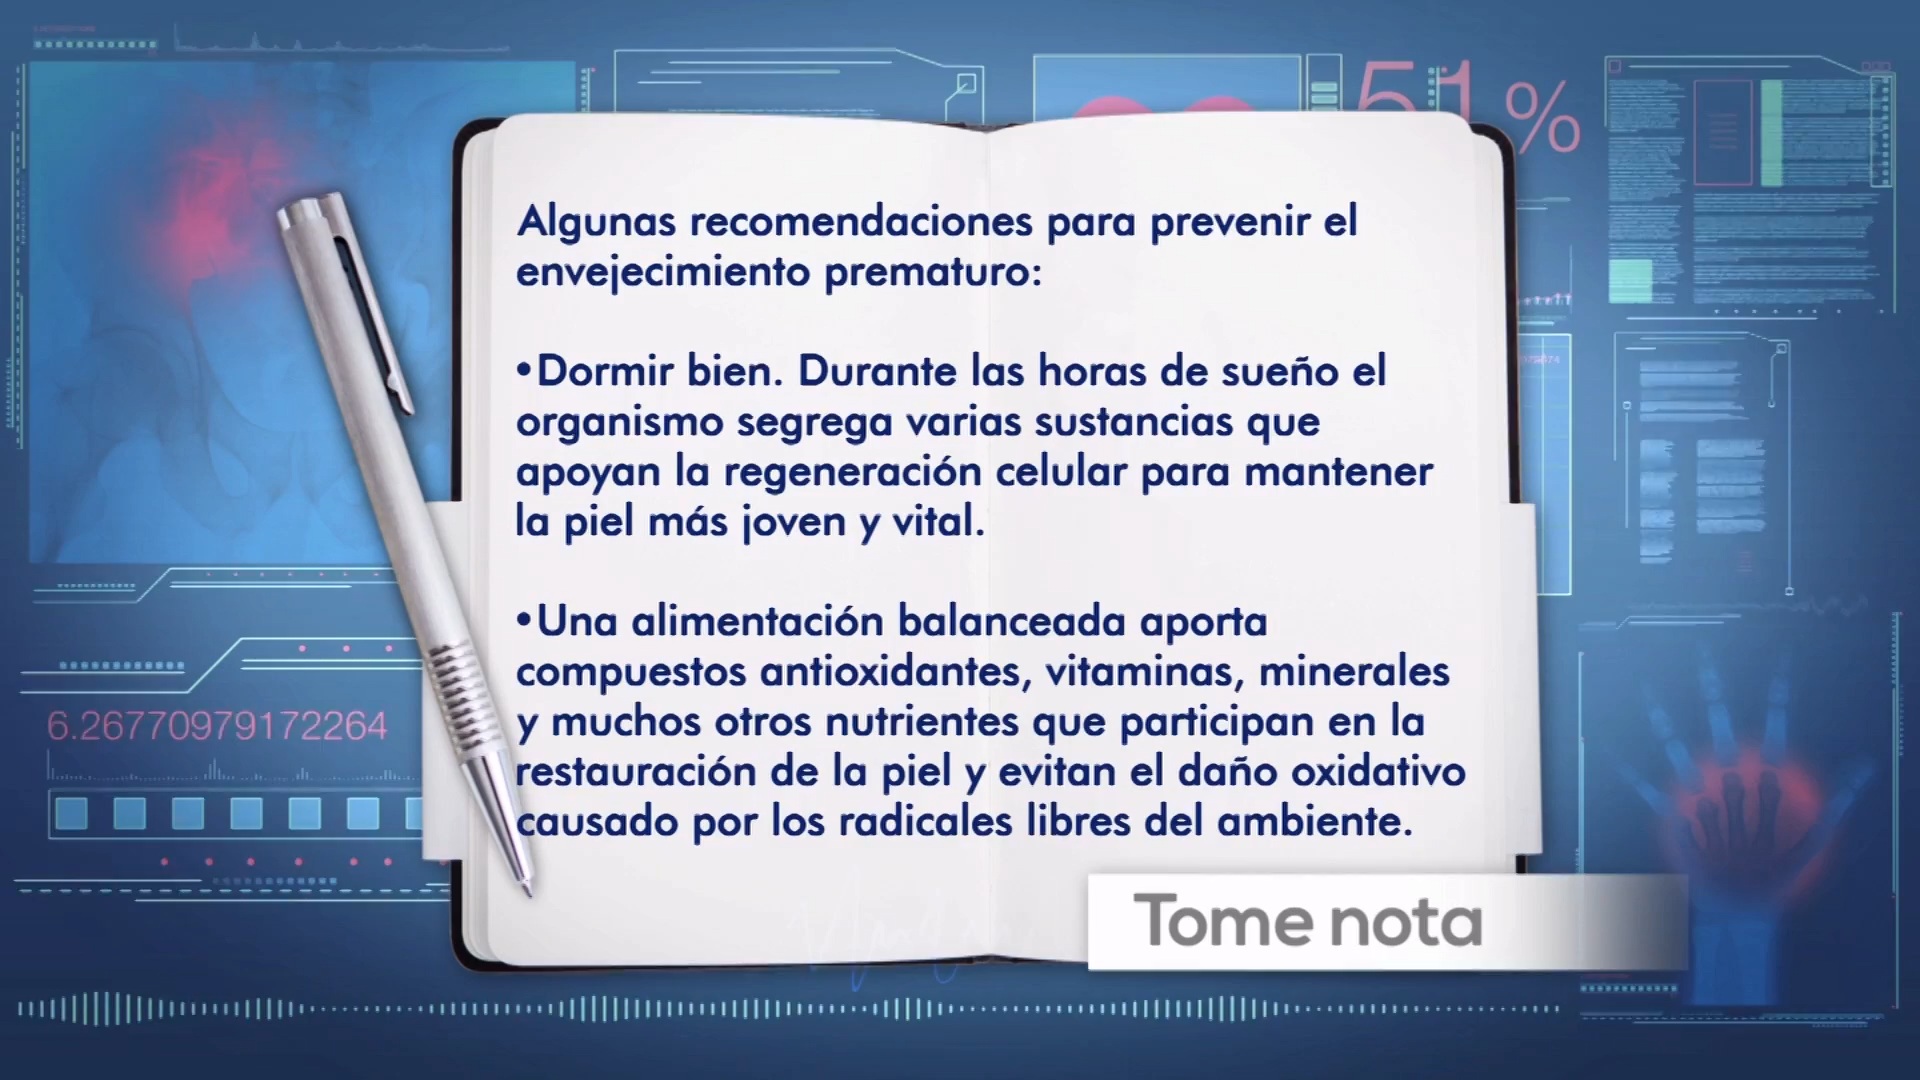 51%
Algunas recomendaciones para prevenir el
envejecimiento prematuro:
•Dormir bien. Durante las horas de sueño el
organismo segrega varias sustancias que
apoyan la regeneración celular para mantener
la piel más joven y vital.
•Una alimentación balanceada aporta
compuestos antioxidantes, vitaminas, minerales
y muchos otros nutrientes que participan en la
restauración de la piel y evitan el daño oxidativo
causado por los radicales libres del ambiente.
6.26770979172264
Tome nota